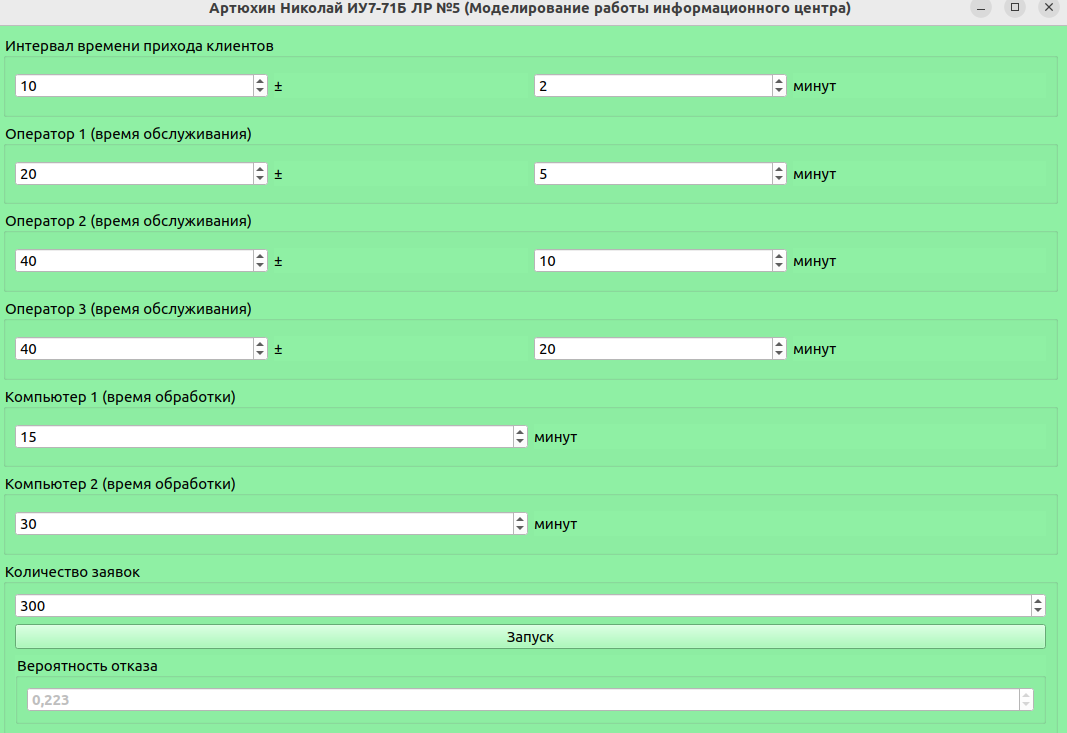 Артюхин Николай ИУ7-71Б ЛР №5 (Моделирование работы информационного центра)
Интервал времени прихода клиентов
10 ± 2 минут
Оператор 1 (время обслуживания)
20 ± 5 минут
Оператор 2 (время обслуживания)
40 ± 10 минут
Оператор 3 (время обслуживания)
40 ± 20 минут
Компьютер 1 (время обработки)
15 минут
Компьютер 2 (время обработки)
30 минут
Количество заявок
300
Запуск
Вероятность отказа
0,223